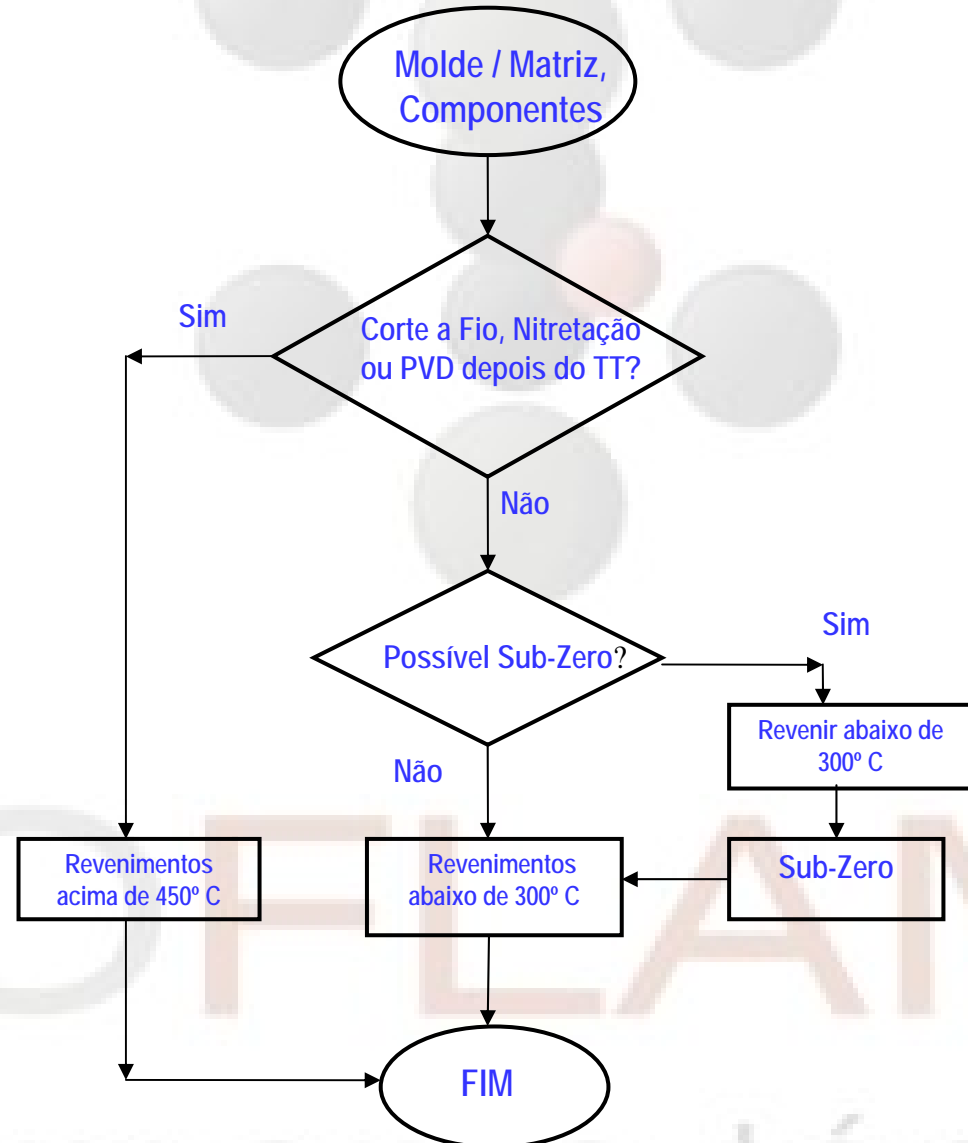 Molde / Matriz,
Componentes
Sim
Corte a Fio, Nitretação
ou PVD depois do TT?
Não
Possível Sub-Zero?
Sim
Revenir abaixo de
300º C
Não
Revenimentos
acima de 450º C
Revenimentos
abaixo de 300º C
Sub-Zero
FIM